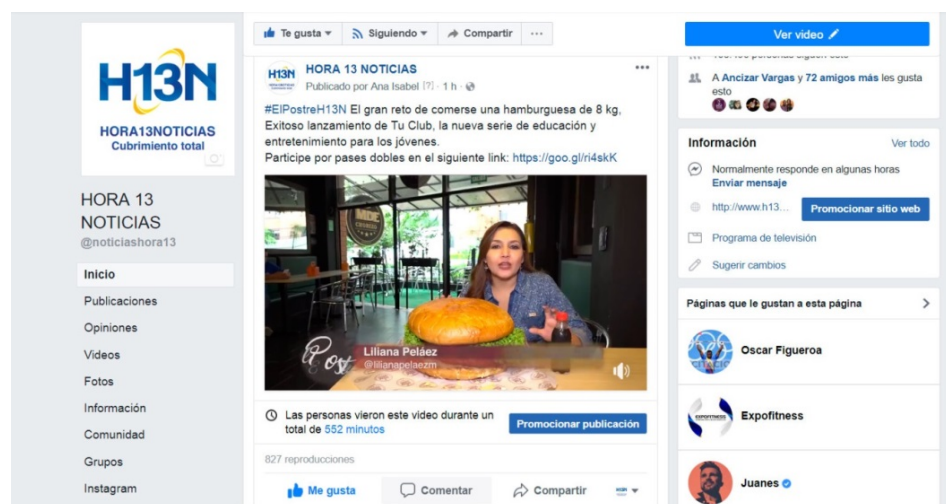 H13N
HORA13NOTICIAS
Cubrimiento total
HORA 13
NOTICIAS
@noticiashora13
Inicio
Publicaciones
Opiniones
Videos
Fotos
Información
Comunidad
Grupos
Instagram
Te gusta
Siguiendo
Compartir
...
H13N
HORA 13 NOTICIAS
Publicado por Ana Isabel [?] · 1 h ·
#ElPostreH13N El gran reto de comerse una hamburguesa de 8 kg,
Exitoso lanzamiento de Tu Club, la nueva serie de educación y
entretenimiento para los jóvenes.
Participe por pases dobles en el siguiente link: https://goo.gl/ri4skK
MDE
Post
Liliana Peláez
@lilianapelaezm
Las personas vieron este video durante un
total de 552 minutos
Promocionar publicación
827 reproducciones
Me gusta
Comentar
Compartir
Ver video
A Ancizar Vargas y 72 amigos más les gusta
esto
Información
Ver todo
Normalmente responde en algunas horas
Enviar mensaje
http://www.h13...
Promocionar sitio web
Programa de televisión
Sugerir cambios
Páginas que le gustan a esta página
Oscar Figueroa
EXPOFITNESS
Expofitness
Juanes